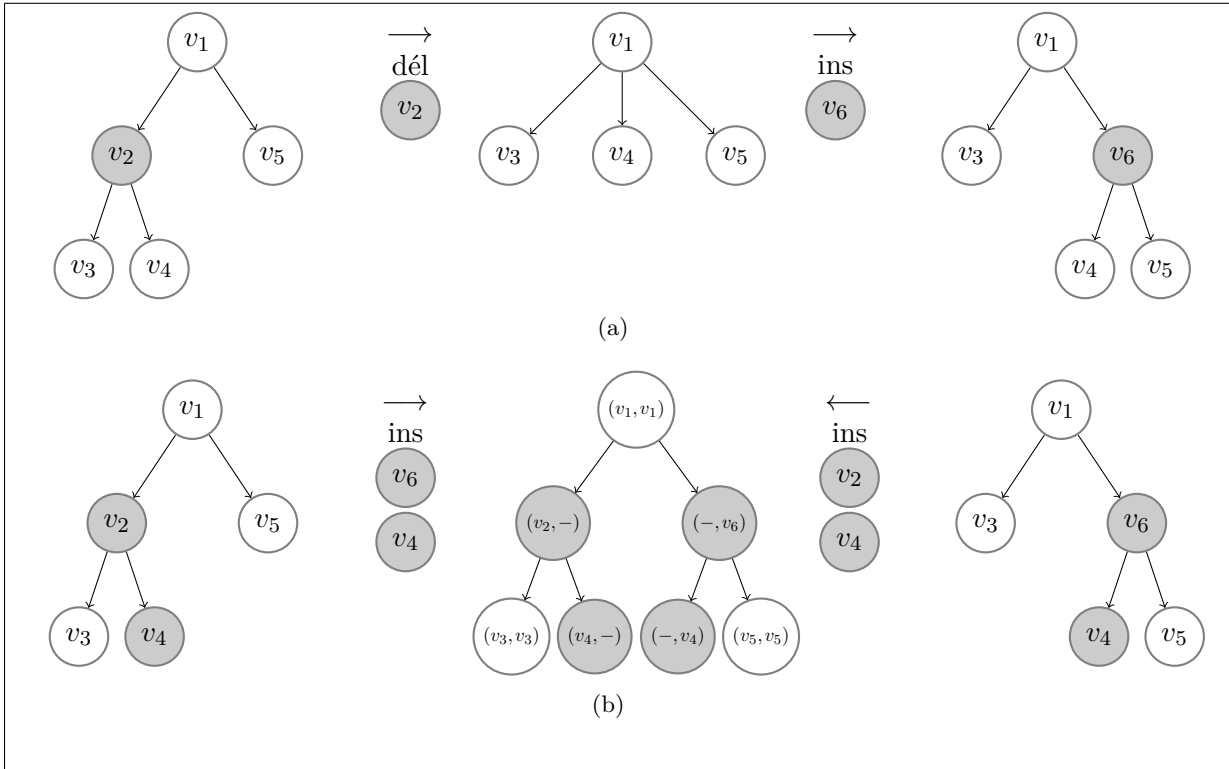 v₁ ⟶ v₁ ⟶ v₁
dél ins
v₂ v₆
v₂ v₅ v₃ v₄ v₅ v₃ v₆
v₃ v₄ v₄ v₅
(a)
v₁ ⟶ (v₁, v₁) ⟵ v₁
ins ins
v₆ v₂
v₂ v₅ v₄ (v₂, −) (−, v₆) v₄ v₃ v₆
v₃ v₄ (v₃, v₃) (v₄, −) (−, v₄) (v₅, v₅) v₄ v₅
(b)